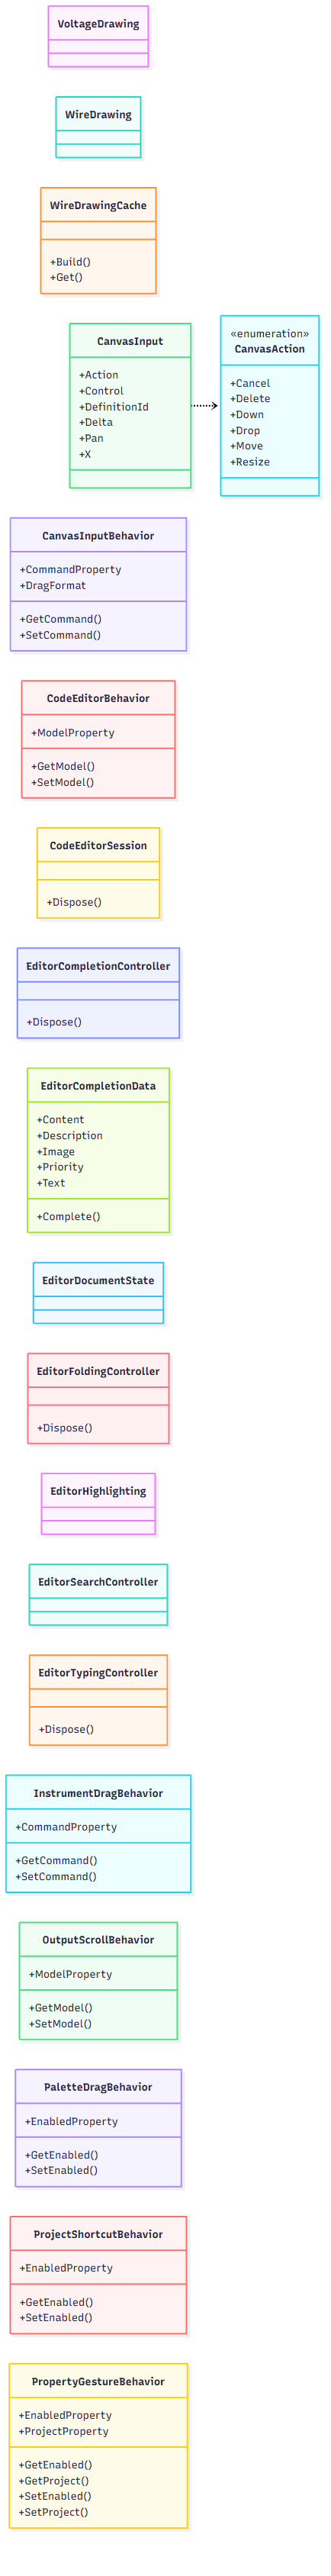 VoltageDrawing
WireDrawing
WireDrawingCache
+Build()
+Get()
CanvasInput
+Action
+Control
+DefinitionId
+Delta
+Pan
+X
«enumeration»
CanvasAction
+Cancel
+Delete
+Down
+Drop
+Move
+Resize
CanvasInputBehavior
+CommandProperty
+DragFormat
+GetCommand()
+SetCommand()
CodeEditorBehavior
+ModelProperty
+GetModel()
+SetModel()
CodeEditorSession
+Dispose()
EditorCompletionController
+Dispose()
EditorCompletionData
+Content
+Description
+Image
+Priority
+Text
+Complete()
EditorDocumentState
EditorFoldingController
+Dispose()
EditorHighlighting
EditorSearchController
EditorTypingController
+Dispose()
InstrumentDragBehavior
+CommandProperty
+GetCommand()
+SetCommand()
OutputScrollBehavior
+ModelProperty
+GetModel()
+SetModel()
PaletteDragBehavior
+EnabledProperty
+GetEnabled()
+SetEnabled()
ProjectShortcutBehavior
+EnabledProperty
+GetEnabled()
+SetEnabled()
PropertyGestureBehavior
+EnabledProperty
+ProjectProperty
+GetEnabled()
+GetProject()
+SetEnabled()
+SetProject()